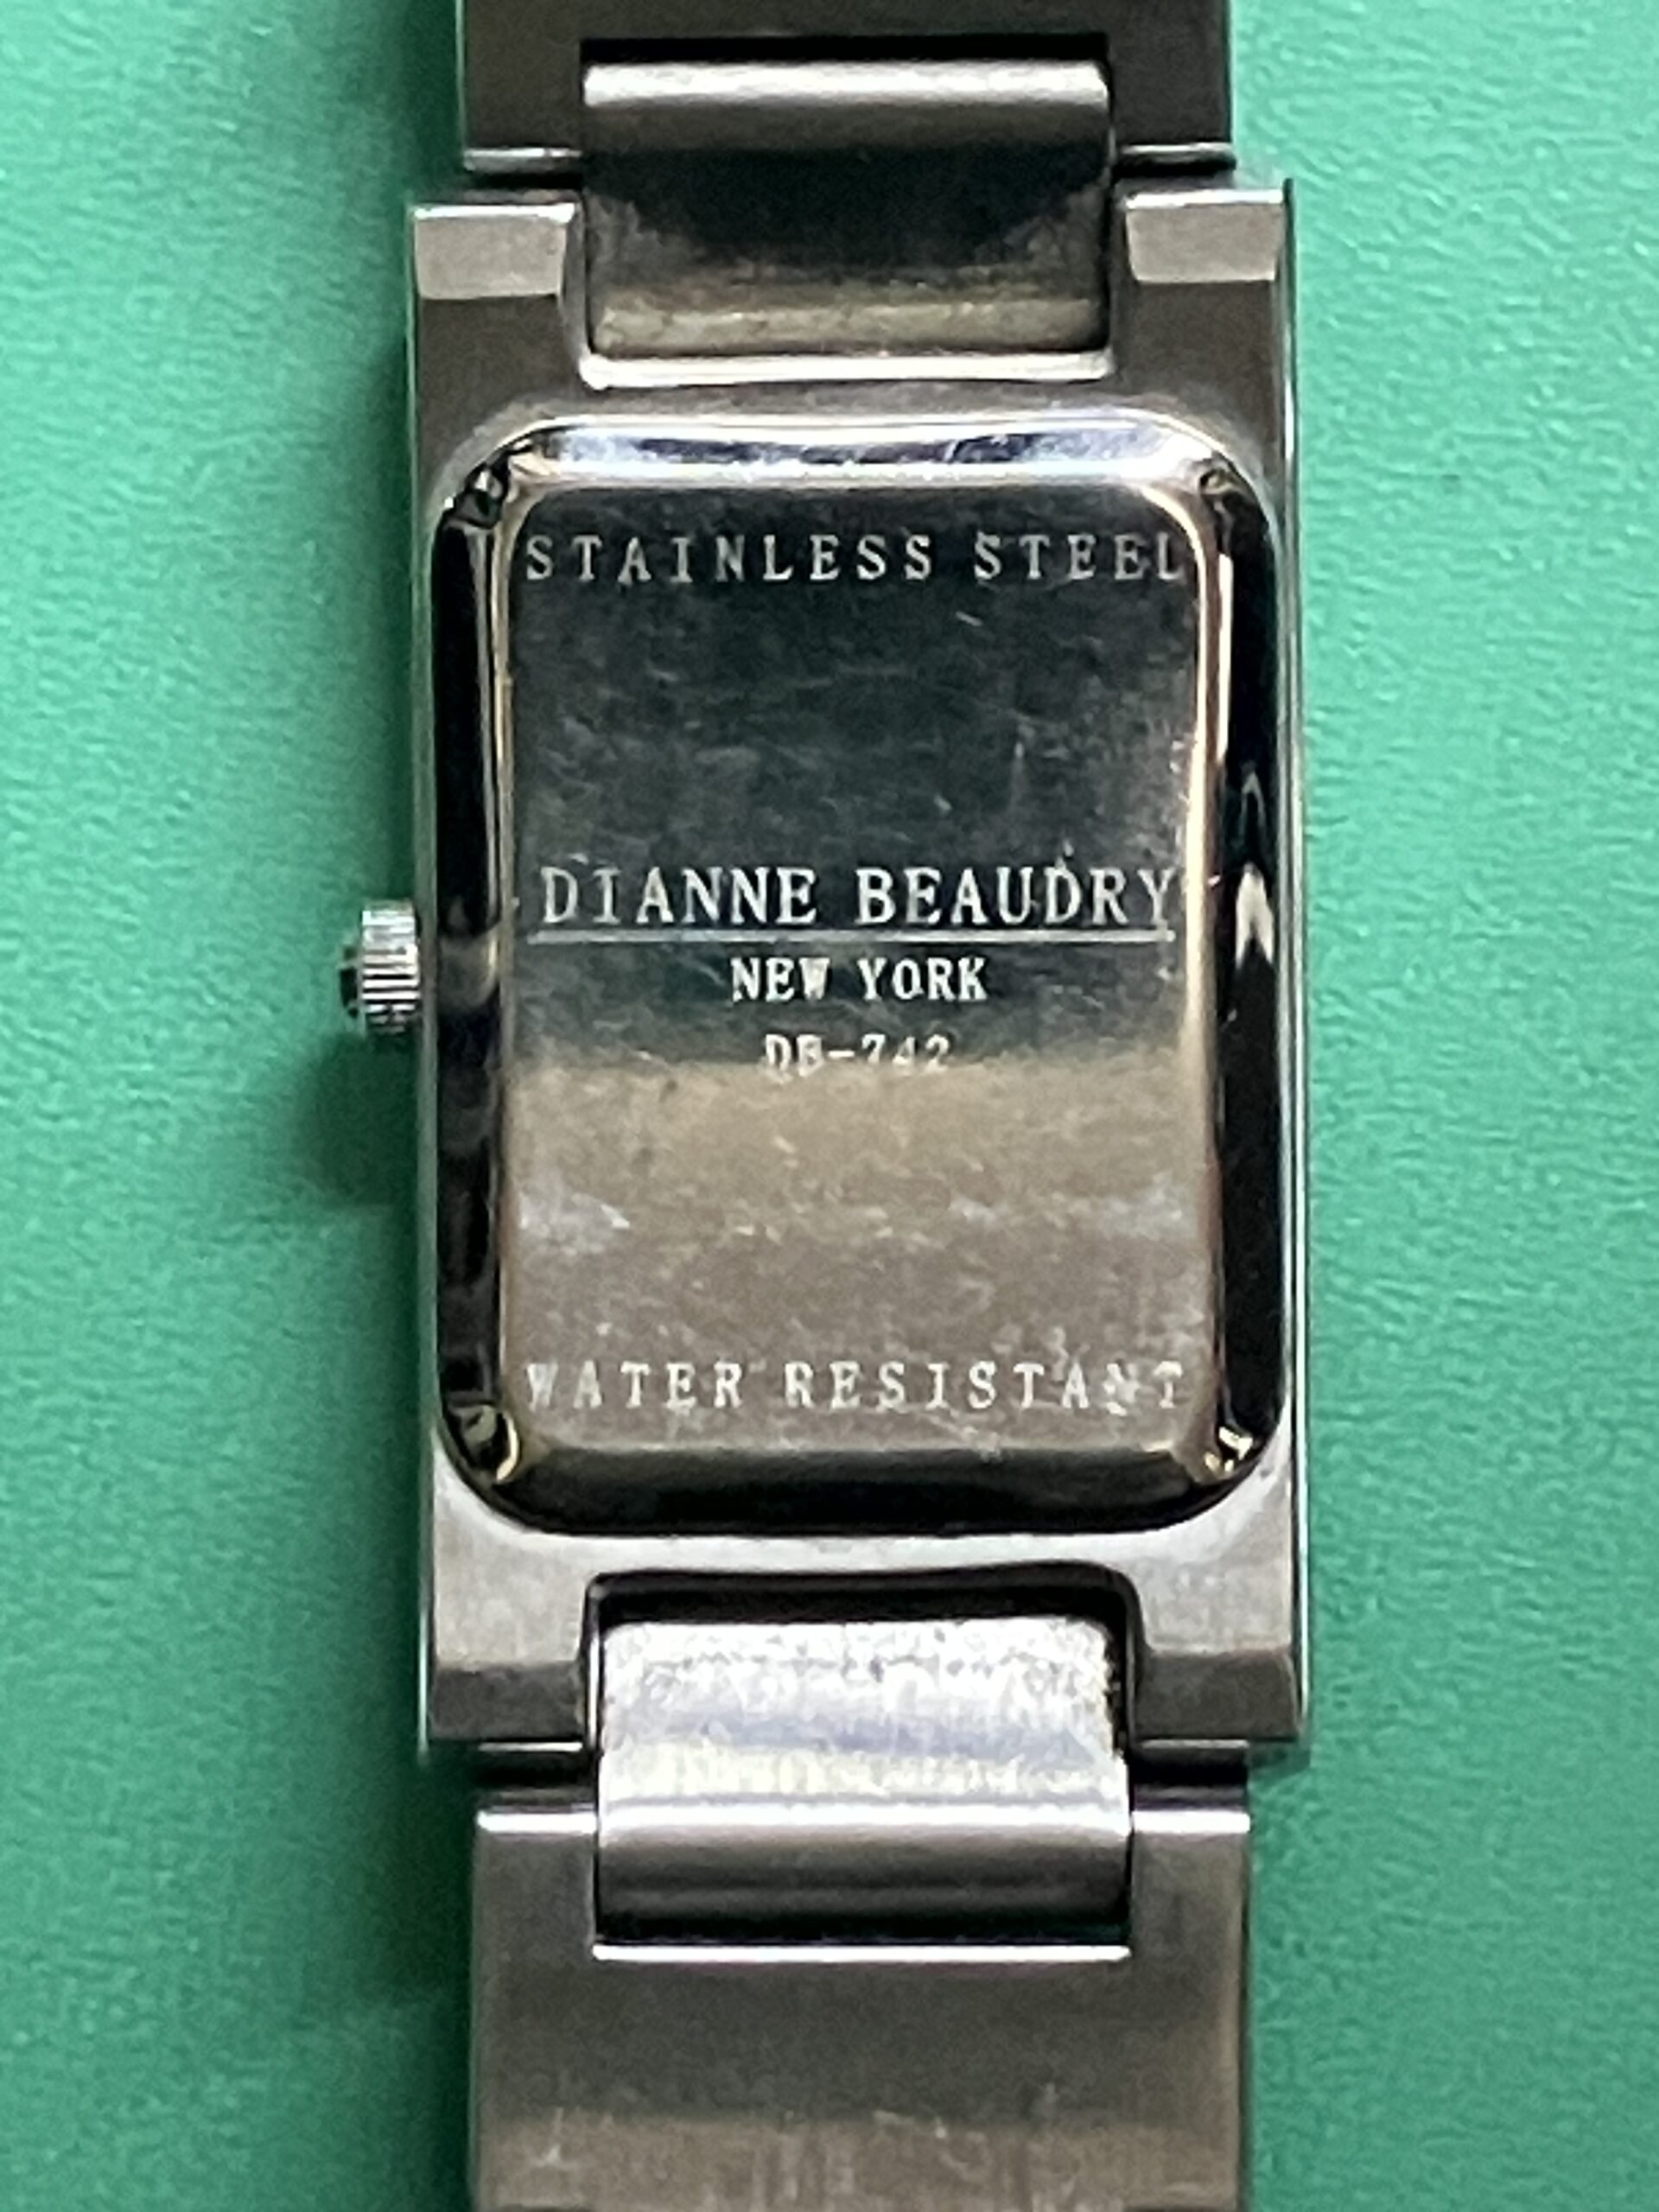 STAINLESS STEEL
DIANNE BEAUDRY
NEW YORK
DB-742
WATER RESISTANT